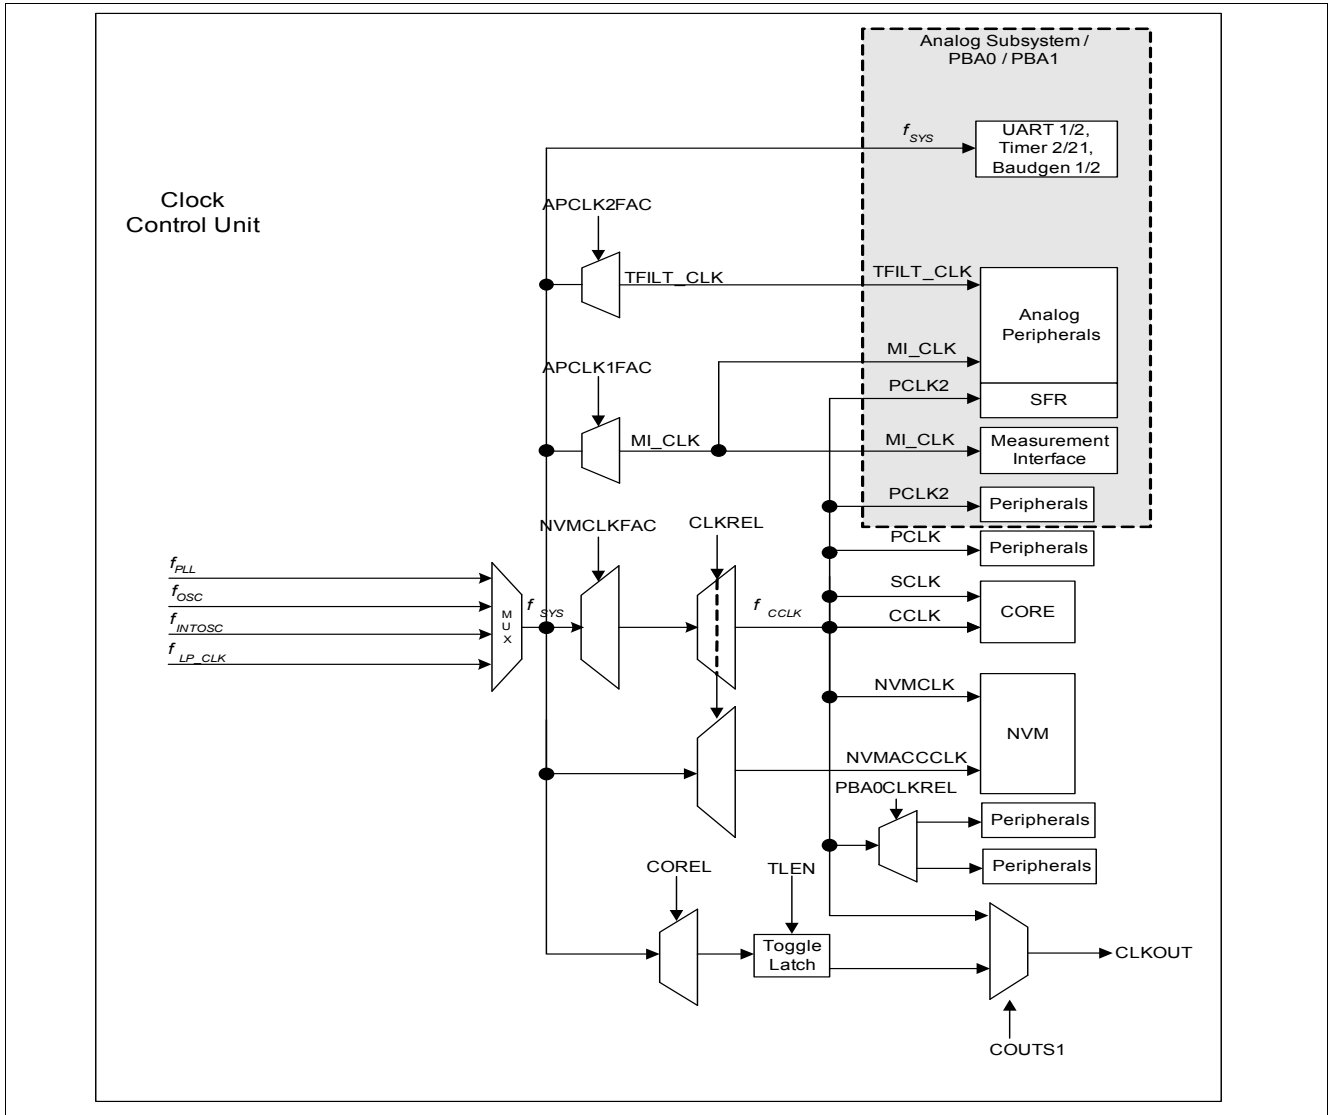 Analog Subsystem /
PBA0 / PBA1
fSYS
UART 1/2,
Timer 2/21,
Baudgen 1/2
Clock
Control Unit
APCLK2FAC
TFILT_CLK
TFILT_CLK
Analog
Peripherals
MI_CLK
APCLK1FAC
PCLK2
SFR
MI_CLK
MI_CLK
Measurement
Interface
PCLK2
Peripherals
NVMCLKFAC
CLKREL
PCLK
Peripherals
fPLL
fOSC
fINTOSC
fLP_CLK
MUX
fSYS
fCCLK
SCLK
CCLK
CORE
NVMCLK
NVM
NVMACCCLK
PBA0CLKREL
Peripherals
Peripherals
COREL
TLEN
Toggle
Latch
CLKOUT
COUTS1